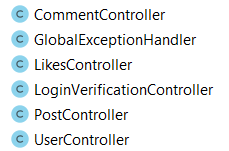 C CommentController
C GlobalExceptionHandler
C LikesController
C LoginVerificationController
C PostController
C UserController